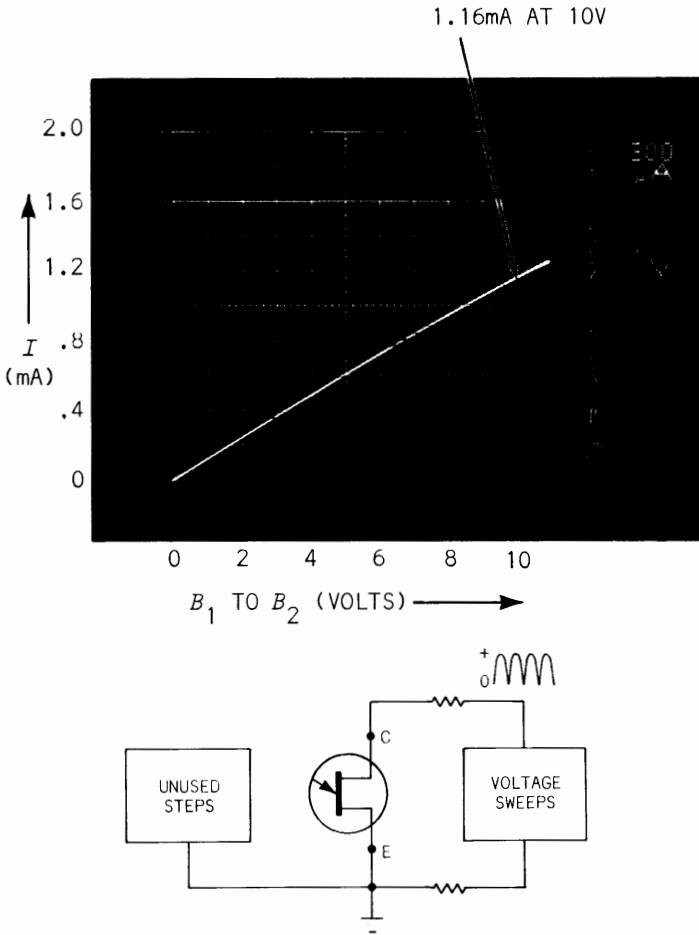 1.16mA AT 10V
2.0
1.6
1.2
.8
.4
0
I
(mA)
0 2 4 6 8 10
B₁ TO B₂ (VOLTS)
+
0
C
E
UNUSED
STEPS
VOLTAGE
SWEEPS